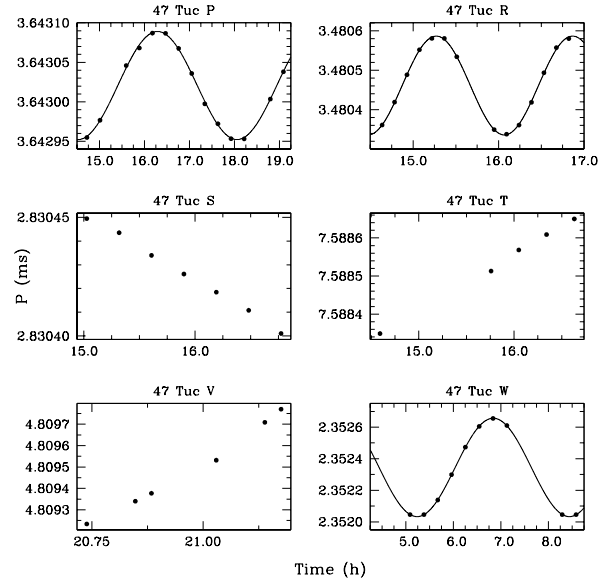 47 Tuc P
47 Tuc R
3.64310
3.64305
3.64300
3.64295
15.0 16.0 17.0 18.0 19.0
3.4806
3.4805
3.4804
15.0 16.0 17.0
47 Tuc S
47 Tuc T
2.83045
2.83040
15.0 16.0
7.5886
7.5885
7.5884
15.0 16.0
P (ms)
47 Tuc V
47 Tuc W
4.8097
4.8096
4.8095
4.8094
4.8093
20.75 21.00
2.3526
2.3524
2.3522
2.3520
5.0 6.0 7.0 8.0
Time (h)